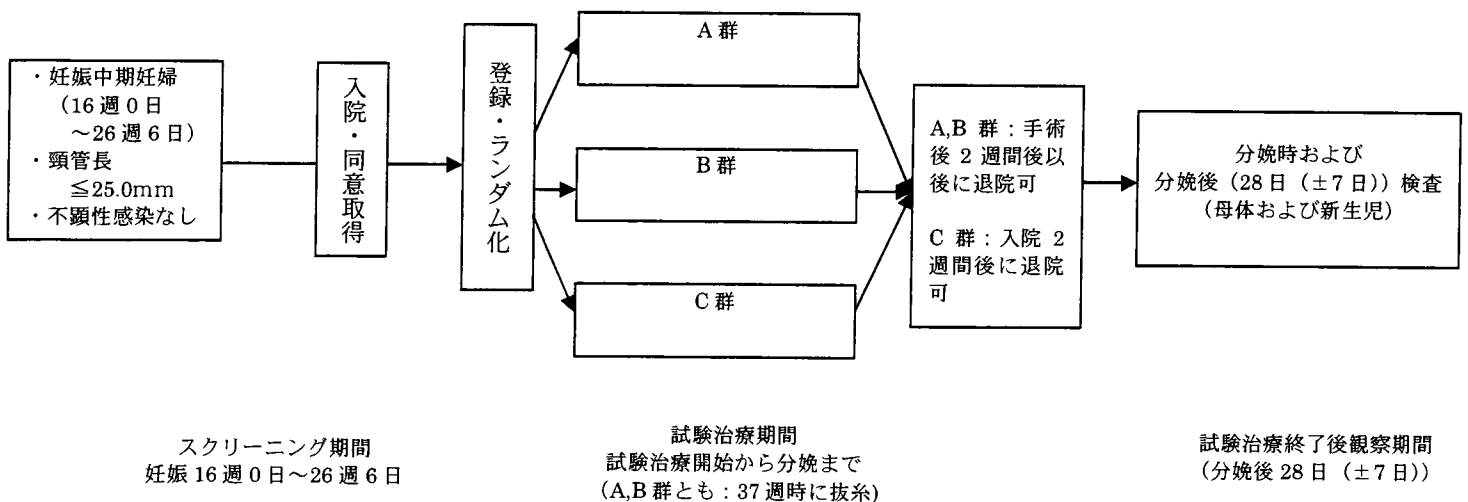 ・妊娠中期妊婦
(16週0日
～26週6日)
・頸管長
≦25.0mm
・不顕性感染なし
入院・同意取得
登録・ランダム化
A群
B群
C群
A,B 群：手術
後 2 週間後以
後に退院可
C 群：入院 2
週間後に退院
可
分娩時および
分娩後（28日（±7日））検査
（母体および新生児）
スクリーニング期間
妊娠 16週0日～26週6日
試験治療期間
試験治療開始から分娩まで
(A,B群とも：37週時に抜糸)
試験治療終了後観察期間
(分娩後 28日（±7日）)